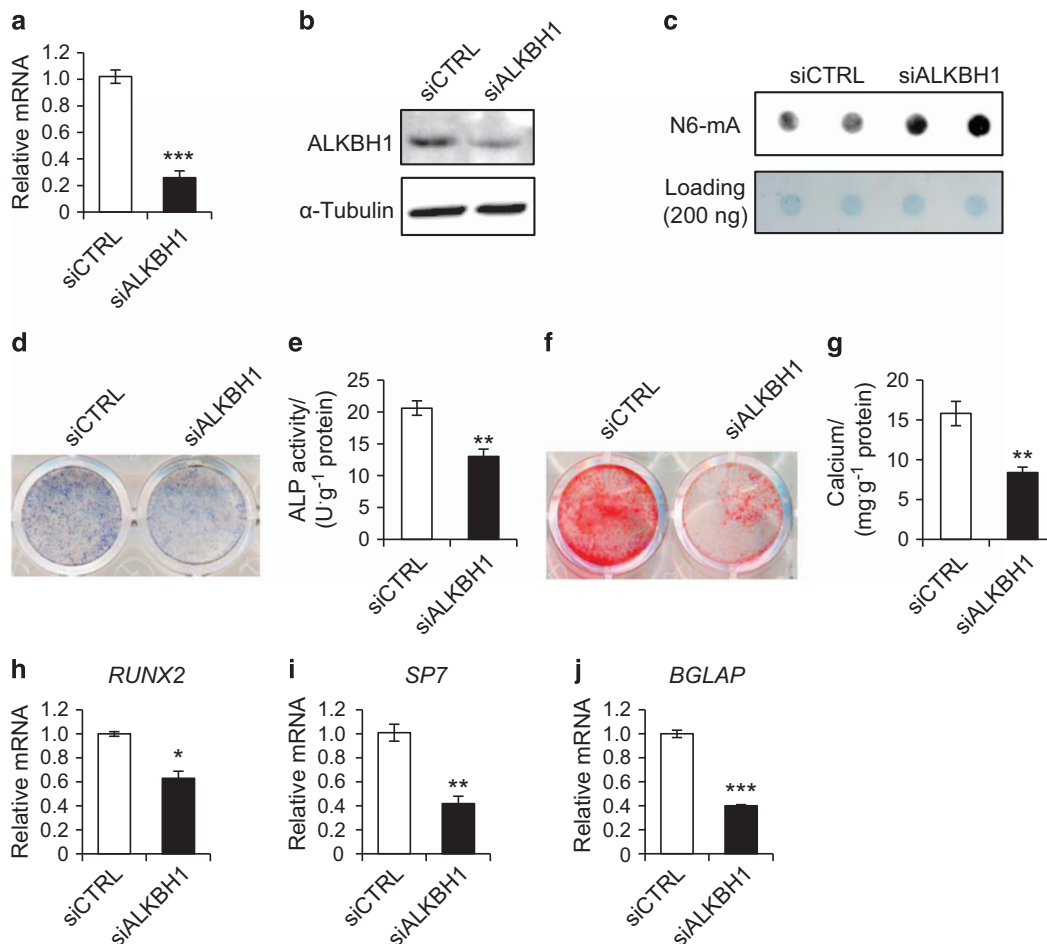 a
Relative mRNA
1.2
1.0
0.8
0.6
0.4
0.2
0
***
siCTRL
siALKBH1
b
siCTRL
siALKBH1
ALKBH1
α-Tubulin
c
siCTRL
siALKBH1
N6-mA
Loading
(200 ng)
d
siCTRL
siALKBH1
e
ALP activity/
(U·g⁻¹ protein)
25
20
15
10
5
0
**
siCTRL
siALKBH1
f
siCTRL
siALKBH1
g
Calcium/
(mg·g⁻¹ protein)
20
15
10
5
0
**
siCTRL
siALKBH1
h
RUNX2
Relative mRNA
1.2
1.0
0.8
0.6
0.4
0.2
0
*
siCTRL
siALKBH1
i
SP7
Relative mRNA
1.2
1.0
0.8
0.6
0.4
0.2
0
**
siCTRL
siALKBH1
j
BGLAP
Relative mRNA
1.2
1.0
0.8
0.6
0.4
0.2
0
***
siCTRL
siALKBH1